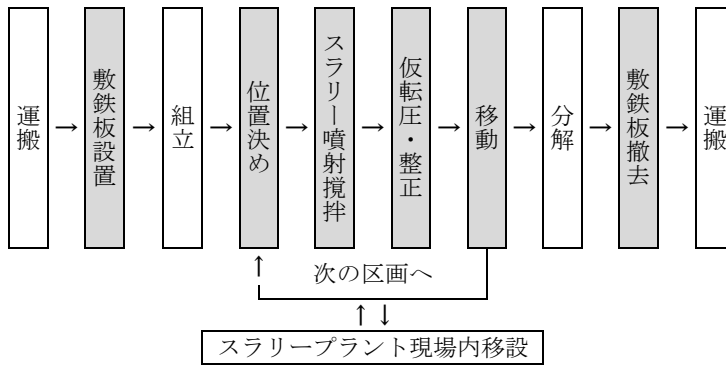 運搬
敷鉄板設置
組立
位置決め
スラリー噴射攪拌
仮転圧・整正
移動
分解
敷鉄板撤去
運搬
次の区画へ
スラリープラント現場内移設